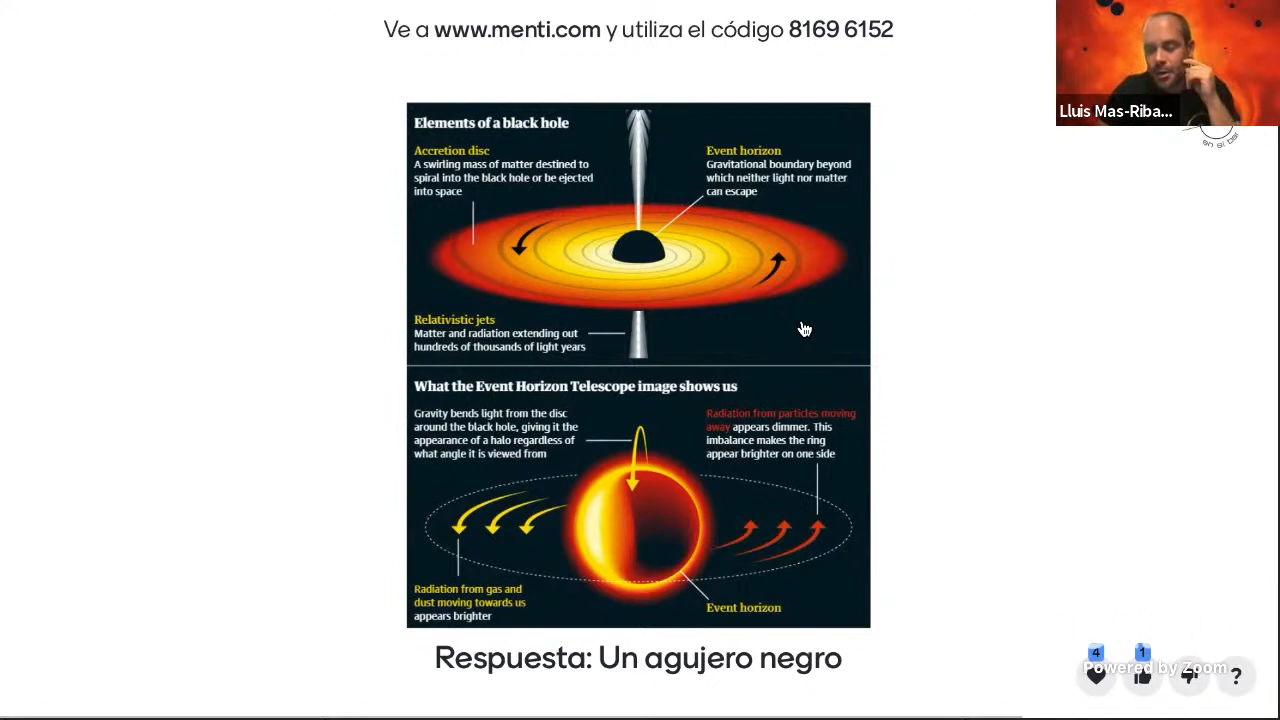 Ve a www.menti.com y utiliza el código 8169 6152
Lluis Mas-Riba...
en el bar
Elements of a black hole
Accretion disc
A swirling mass of matter destined to
spiral into the black hole or be ejected
into space
Event horizon
Gravitational boundary beyond
which neither light nor matter
can escape
Relativistic jets
Matter and radiation extending out
hundreds of thousands of light years
What the Event Horizon Telescope image shows us
Gravity bends light from the disc
around the black hole, giving it the
appearance of a halo regardless of
what angle it is viewed from
Radiation from particles moving
away appears dimmer. This
imbalance makes the ring
appear brighter on one side
Radiation from gas and
dust moving towards us
appears brighter
Event horizon
Respuesta: Un agujero negro
4
1
Powered by Zoom
?